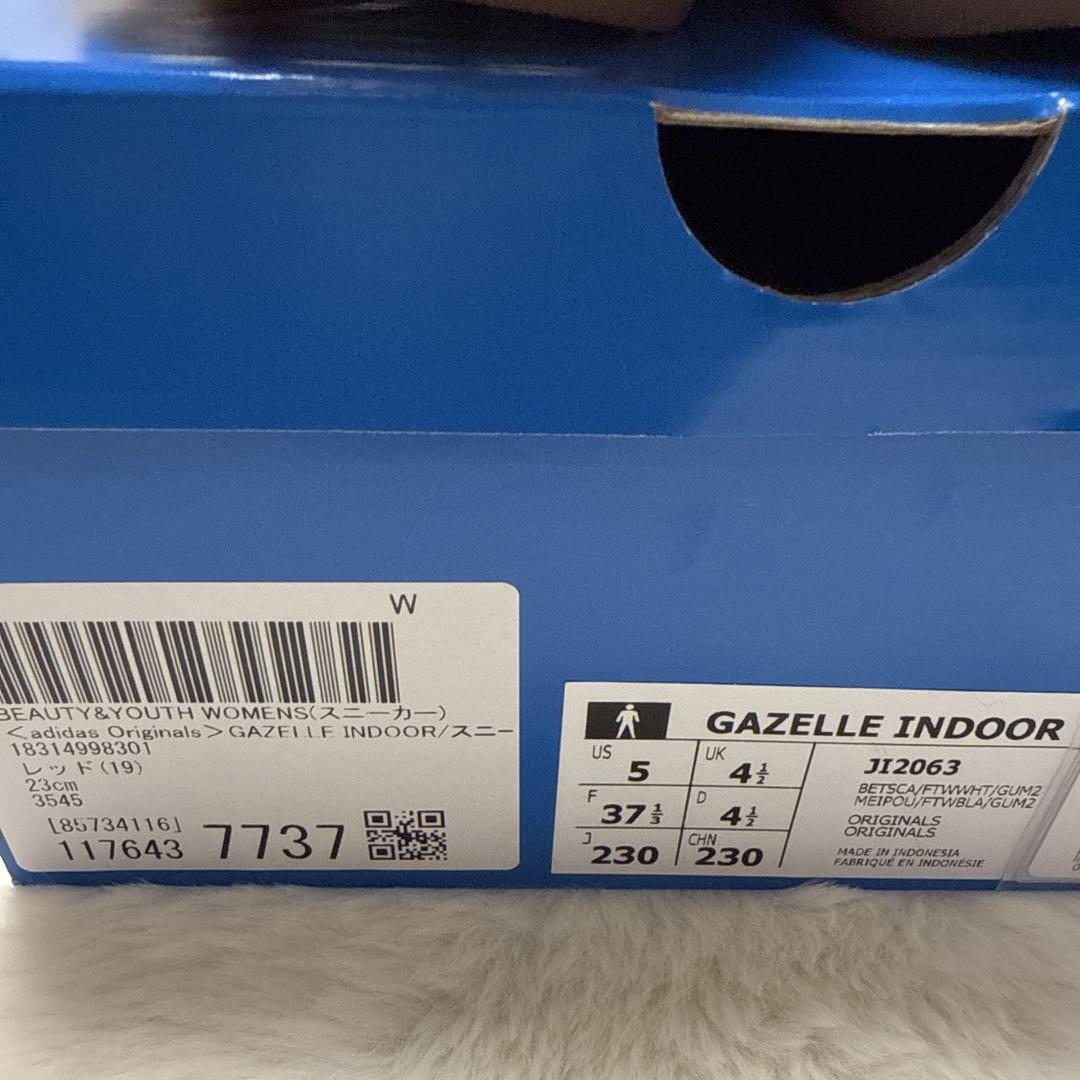 W
BEAUTY&YOUTH WOMENS(スニーカー)
<adidas Originals>GAZELLE INDOOR/スニー
18314998301
レッド(19)
23cm
3545
[85734116]
117643 7737
GAZELLE INDOOR
US 5 UK 4½
F 37⅓ D 4½
J 230 CHN 230
JI2063
BETSCA/FTWWHT/GUM2
MEIPOU/FTWBLA/GUM2
ORIGINALS
ORIGINALS
MADE IN INDONESIA
FABRIQUÉ EN INDONÉSIE